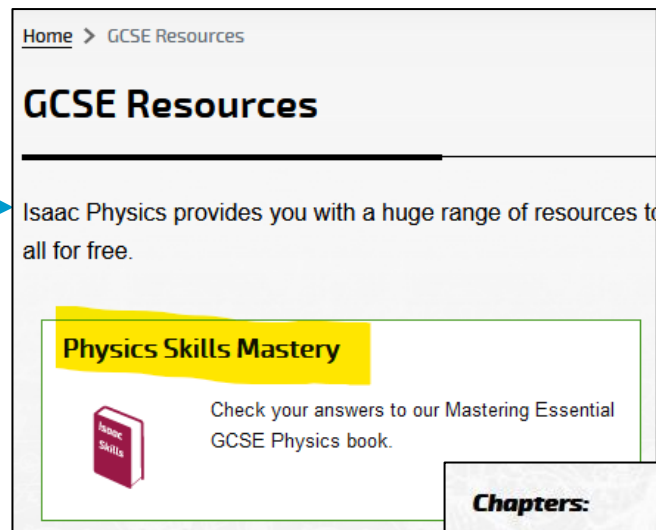 Home > GCSE Resources
GCSE Resources
Isaac Physics provides you with a huge range of resources
all for free.
Physics Skills Mastery
Isaac
Skills
Check your answers to our Mastering Essential
GCSE Physics book.
Chapters: